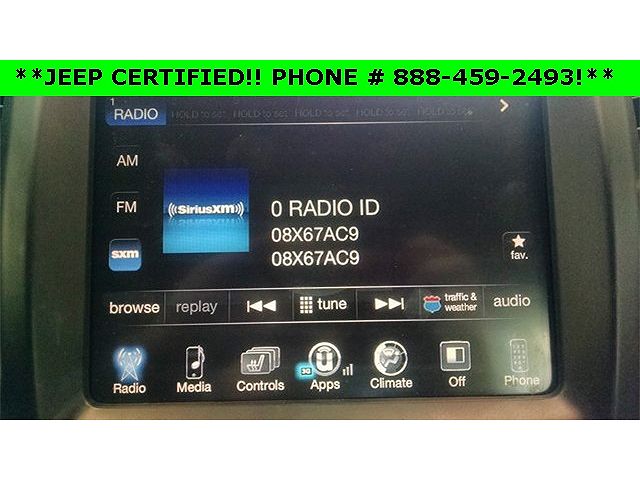 **JEEP CERTIFIED!! PHONE # 888-459-2493!**
1
RADIO HOLD to set HOLD to set HOLD to set HOLD to set HOLD to set
AM
FM
sxm
((SiriusXM))
0 RADIO ID
08X67AC9
08X67AC9
fav.
browse replay tune traffic & weather audio
Radio Media Controls 3G Apps Climate Off Phone